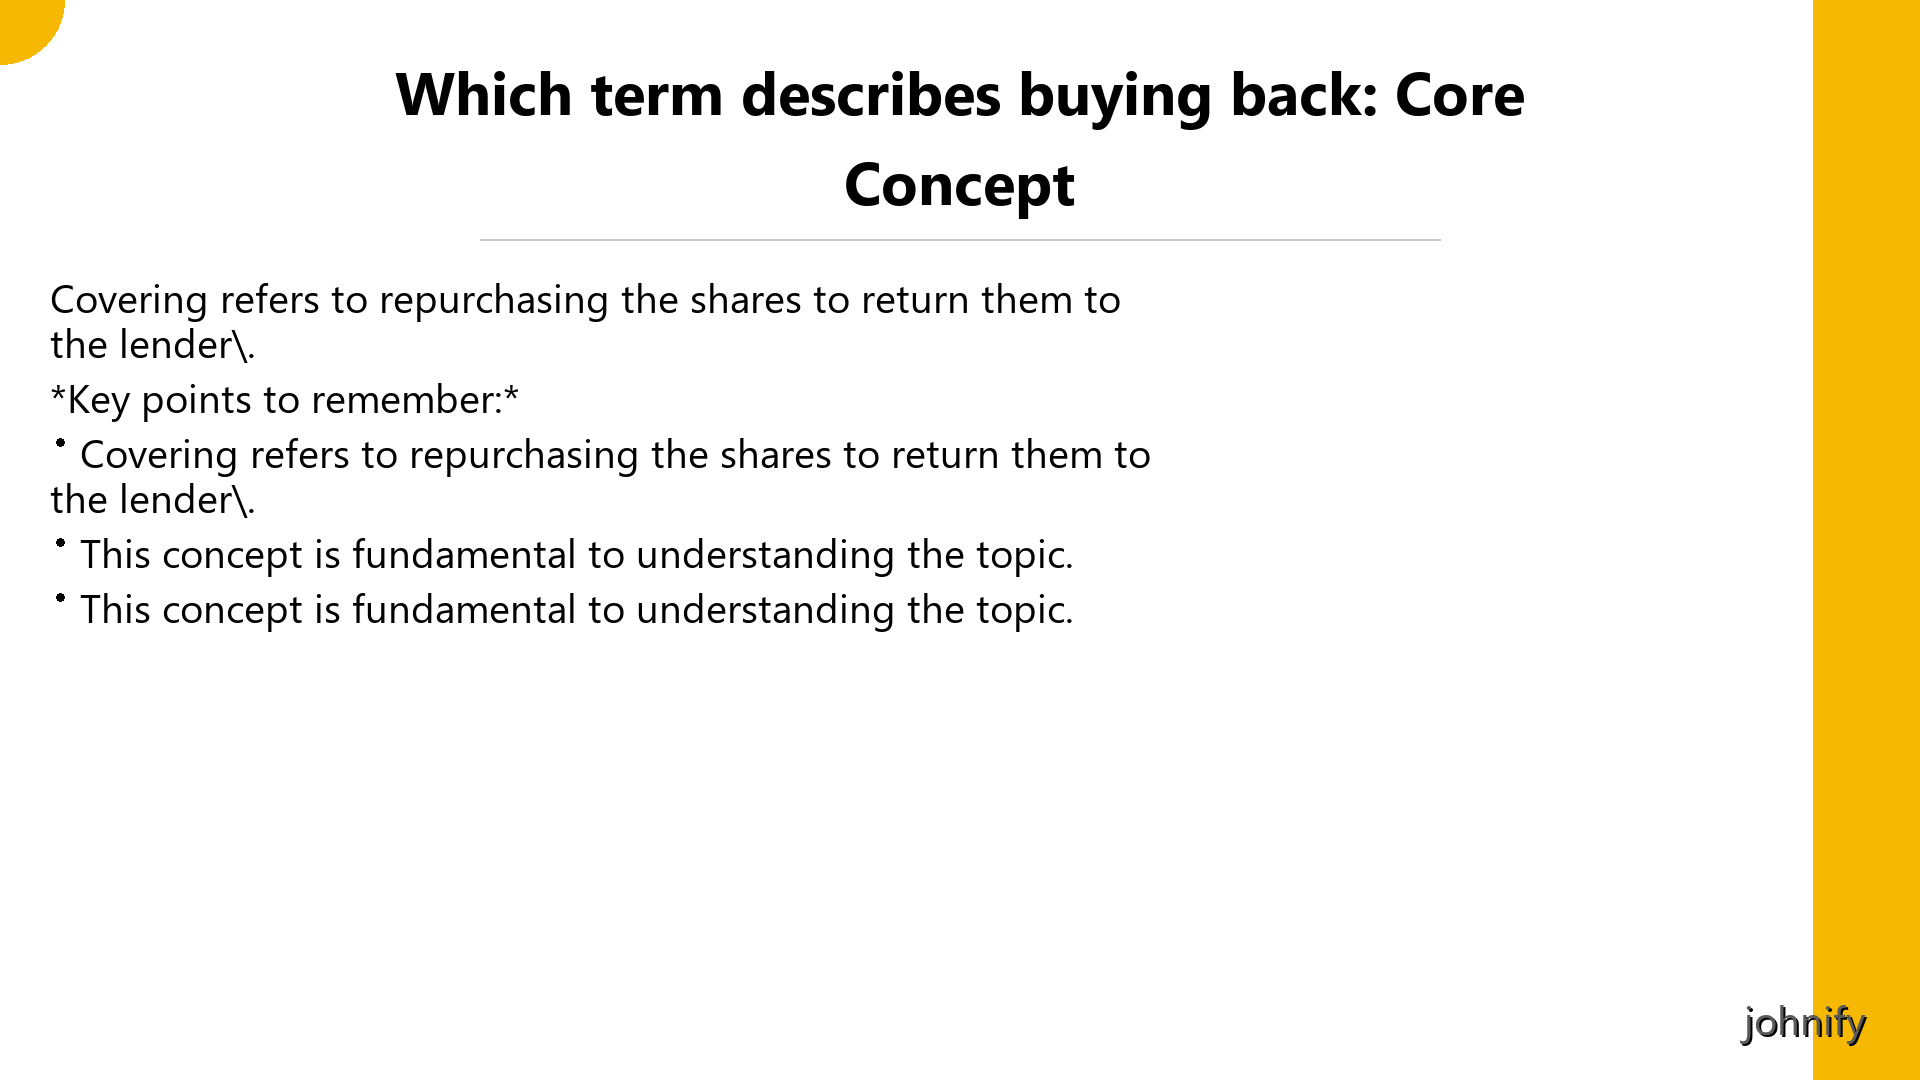 Which term describes buying back: Core
Concept
Covering refers to repurchasing the shares to return them to
the lender\.
*Key points to remember:*
• Covering refers to repurchasing the shares to return them to
the lender\.
• This concept is fundamental to understanding the topic.
• This concept is fundamental to understanding the topic.
johnify